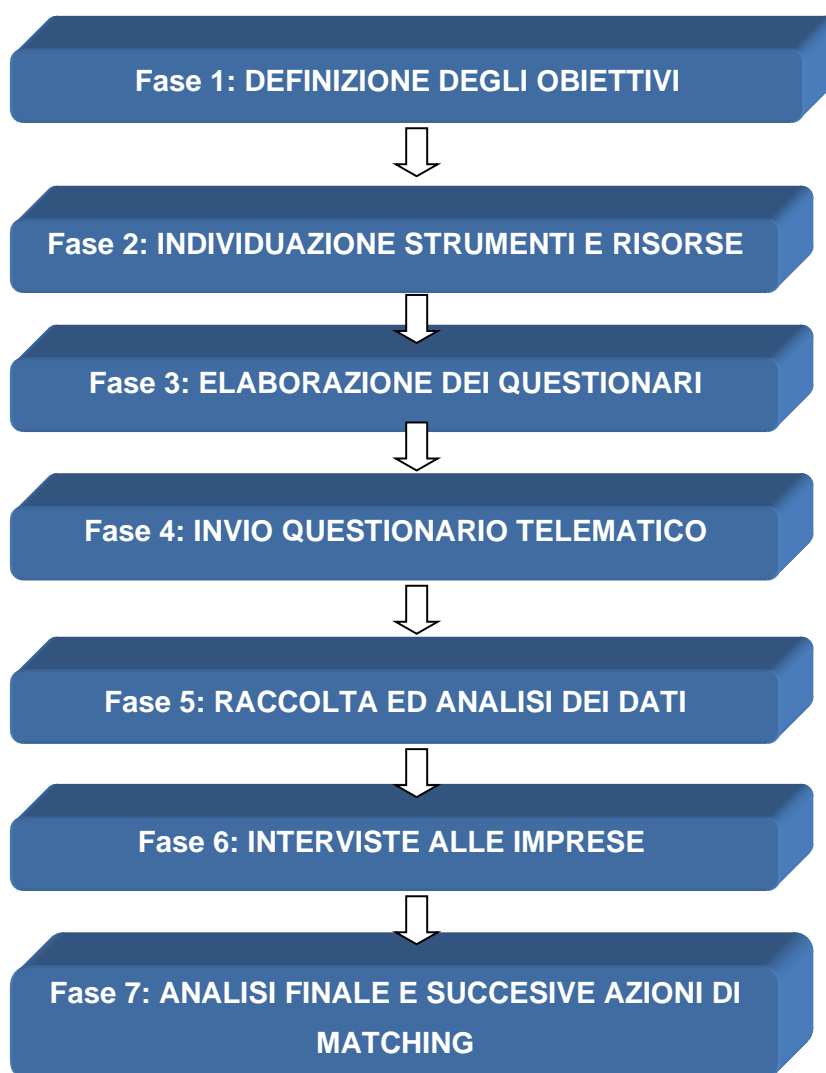 Fase 1: DEFINIZIONE DEGLI OBIETTIVI
Fase 2: INDIVIDUAZIONE STRUMENTI E RISORSE
Fase 3: ELABORAZIONE DEI QUESTIONARI
Fase 4: INVIO QUESTIONARIO TELEMATICO
Fase 5: RACCOLTA ED ANALISI DEI DATI
Fase 6: INTERVISTE ALLE IMPRESE
Fase 7: ANALISI FINALE E SUCCESIVE AZIONI DI
MATCHING